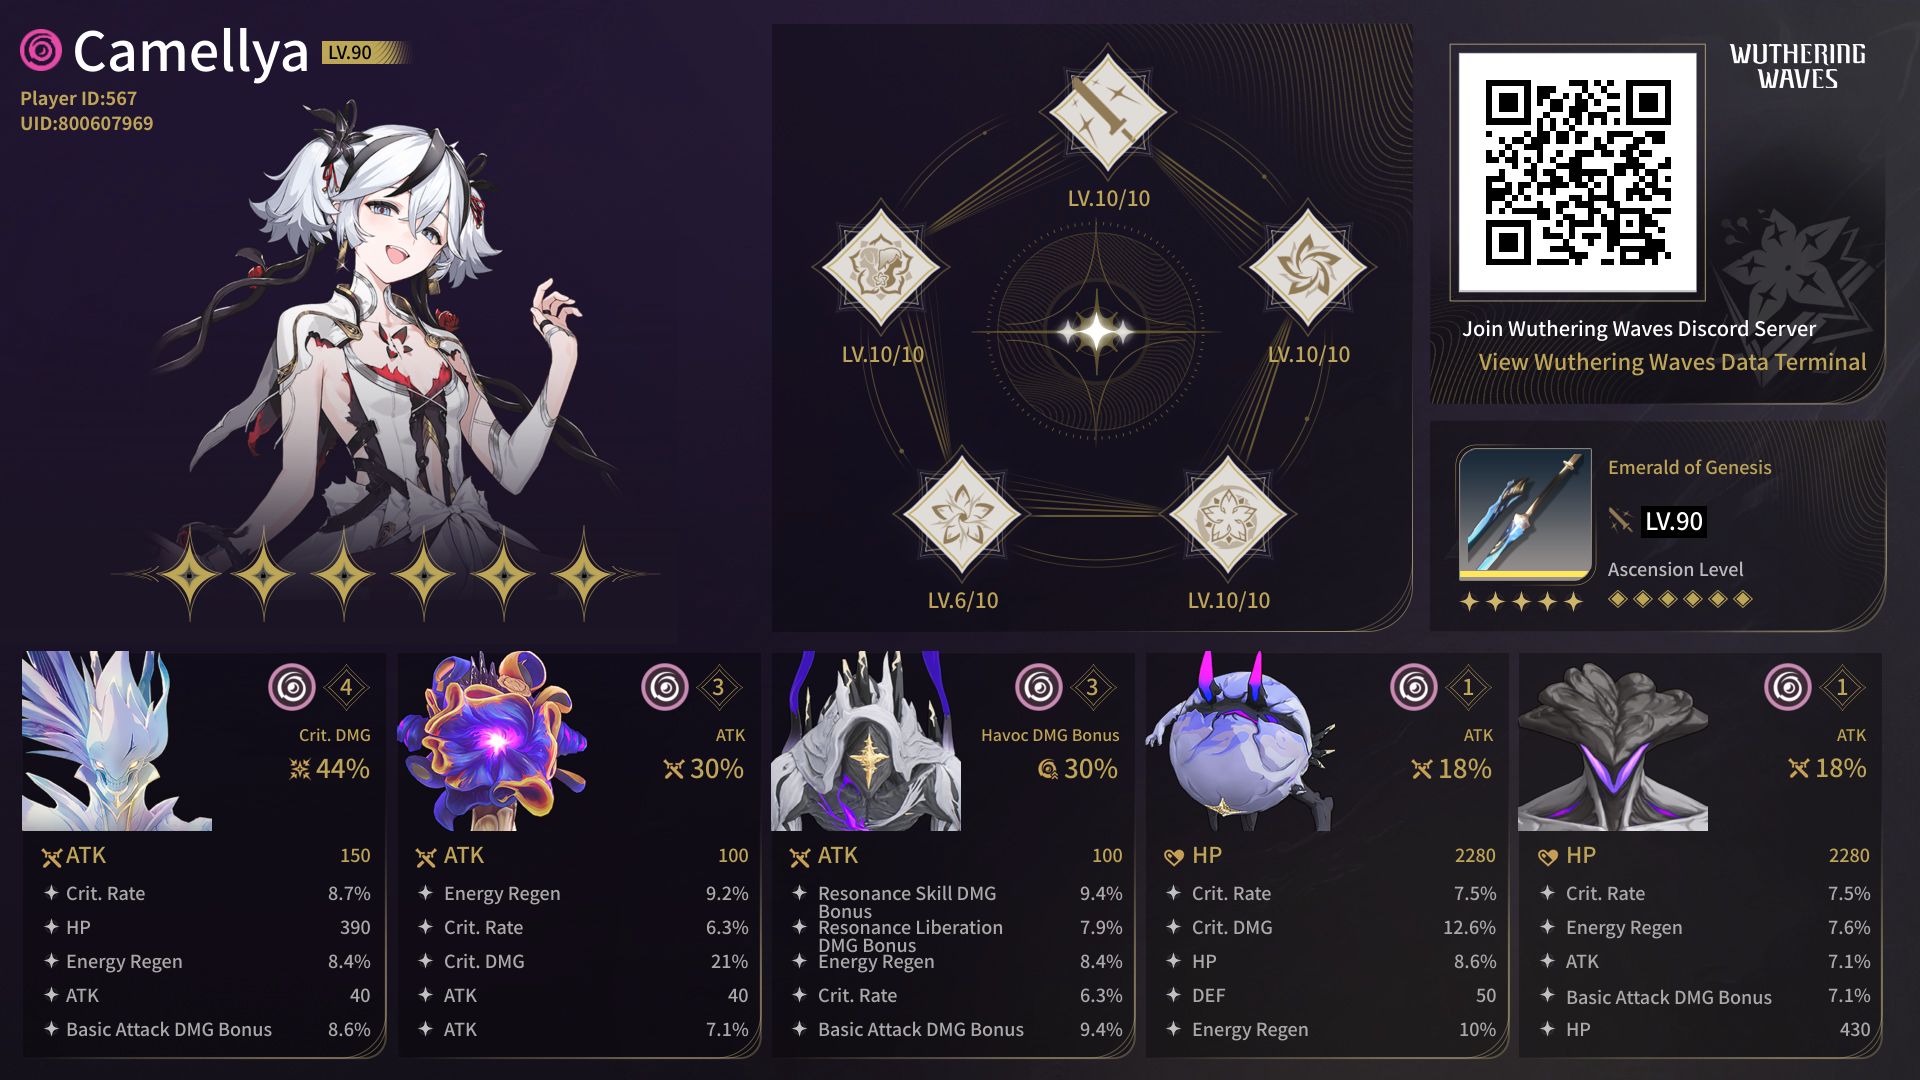 Camellya LV.90
Player ID:567
UID:800607969
LV.10/10
LV.10/10
LV.10/10
LV.6/10
LV.10/10
WUTHERING
WAVES
Join Wuthering Waves Discord Server
View Wuthering Waves Data Terminal
Emerald of Genesis
LV.90
Ascension Level
4
Crit. DMG
44%
ATK 150
Crit. Rate 8.7%
HP 390
Energy Regen 8.4%
ATK 40
Basic Attack DMG Bonus 8.6%
3
ATK
30%
ATK 100
Energy Regen 9.2%
Crit. Rate 6.3%
Crit. DMG 21%
ATK 40
ATK 7.1%
3
Havoc DMG Bonus
30%
ATK 100
Resonance Skill DMG 9.4%
Bonus
Resonance Liberation 7.9%
DMG Bonus
Energy Regen 8.4%
Crit. Rate 6.3%
Basic Attack DMG Bonus 9.4%
1
ATK
18%
HP 2280
Crit. Rate 7.5%
Crit. DMG 12.6%
HP 8.6%
DEF 50
Energy Regen 10%
1
ATK
18%
HP 2280
Crit. Rate 7.5%
Energy Regen 7.6%
ATK 7.1%
Basic Attack DMG Bonus 7.1%
HP 430